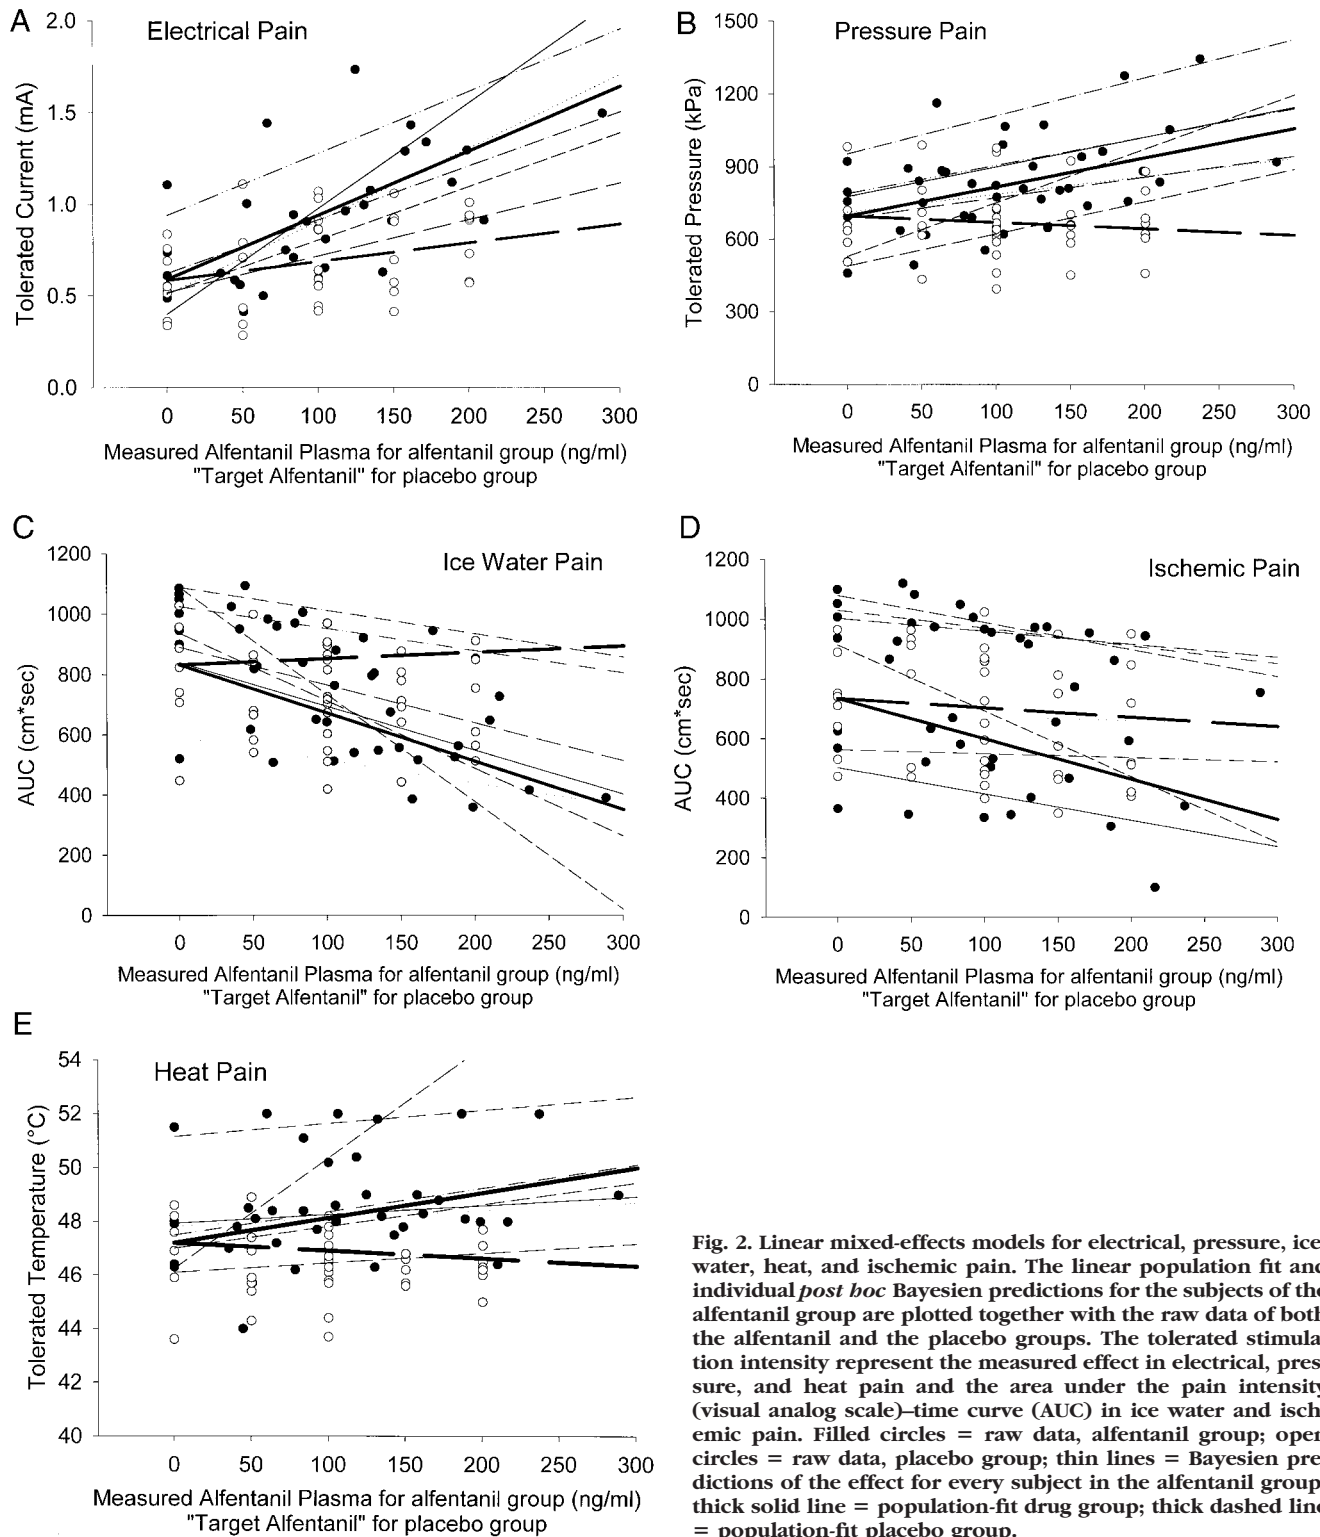 A
Electrical Pain
2.0
1.5
1.0
0.5
0.0
Tolerated Current (mA)
0 50 100 150 200 250 300
Measured Alfentanil Plasma for alfentanil group (ng/ml)
"Target Alfentanil" for placebo group
B
Pressure Pain
1500
1200
900
600
300
0
Tolerated Pressure (kPa)
0 50 100 150 200 250 300
Measured Alfentanil Plasma for alfentanil group (ng/ml)
"Target Alfentanil" for placebo group
C
Ice Water Pain
1200
1000
800
600
400
200
0
AUC (cm*sec)
0 50 100 150 200 250 300
Measured Alfentanil Plasma for alfentanil group (ng/ml)
"Target Alfentanil" for placebo group
D
Ischemic Pain
1200
1000
800
600
400
200
0
AUC (cm*sec)
0 50 100 150 200 250 300
Measured Alfentanil Plasma for alfentanil group (ng/ml)
"Target Alfentanil" for placebo group
E
Heat Pain
54
52
50
48
46
44
42
40
Tolerated Temperature (°C)
0 50 100 150 200 250 300
Measured Alfentanil Plasma for alfentanil group (ng/ml)
"Target Alfentanil" for placebo group
Fig. 2. Linear mixed-effects models for electrical, pressure, ice
water, heat, and ischemic pain. The linear population fit and
individual post hoc Bayesien predictions for the subjects of the
alfentanil group are plotted together with the raw data of both
the alfentanil and the placebo groups. The tolerated stimula
tion intensity represent the measured effect in electrical, pres
sure, and heat pain and the area under the pain intensity
(visual analog scale)–time curve (AUC) in ice water and isch
emic pain. Filled circles = raw data, alfentanil group; open
circles = raw data, placebo group; thin lines = Bayesien pre
dictions of the effect for every subject in the alfentanil group
thick solid line = population-fit drug group; thick dashed line
= population-fit placebo group.